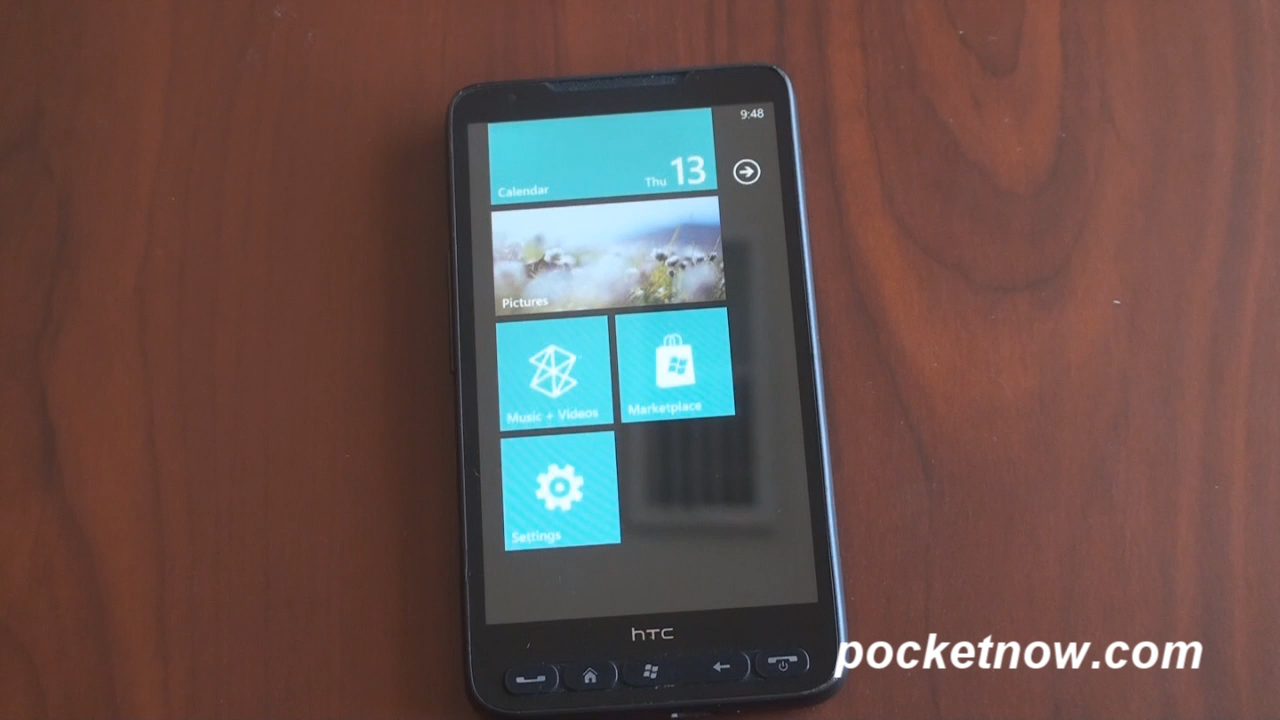 9:48
Calendar
Thu 13
Pictures
Music + Videos
Marketplace
Settings
hTC
pocketnow.com